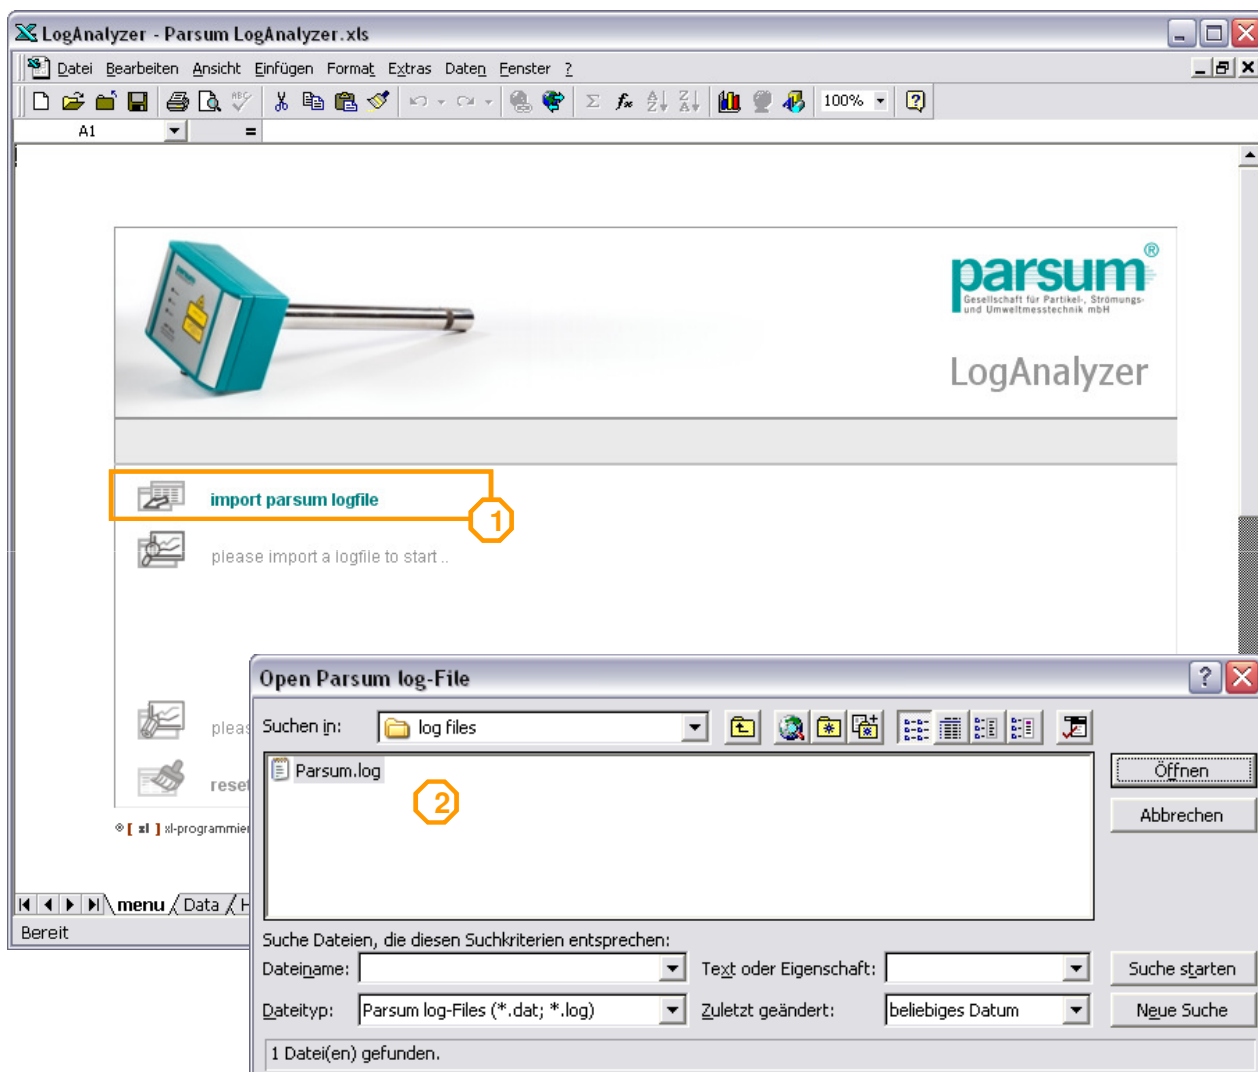 LogAnalyzer - Parsum LogAnalyzer.xls
Datei Bearbeiten Ansicht Einfügen Format Extras Daten Fenster ?
100%
A1 =
parsum®
Gesellschaft für Partikel-, Strömungs-
und Umweltmesstechnik mbH
LogAnalyzer
import parsum logfile
1
please import a logfile to start ..
Open Parsum log-File
Suchen in: log files
Parsum.log
2
Öffnen
Abbrechen
pleas
reset
® [ xl ] xl-programmier
menu Data H
Bereit
Suche Dateien, die diesen Suchkriterien entsprechen:
Dateiname: Text oder Eigenschaft: Suche starten
Dateityp: Parsum log-Files (*.dat; *.log) Zuletzt geändert: beliebiges Datum Neue Suche
1 Datei(en) gefunden.